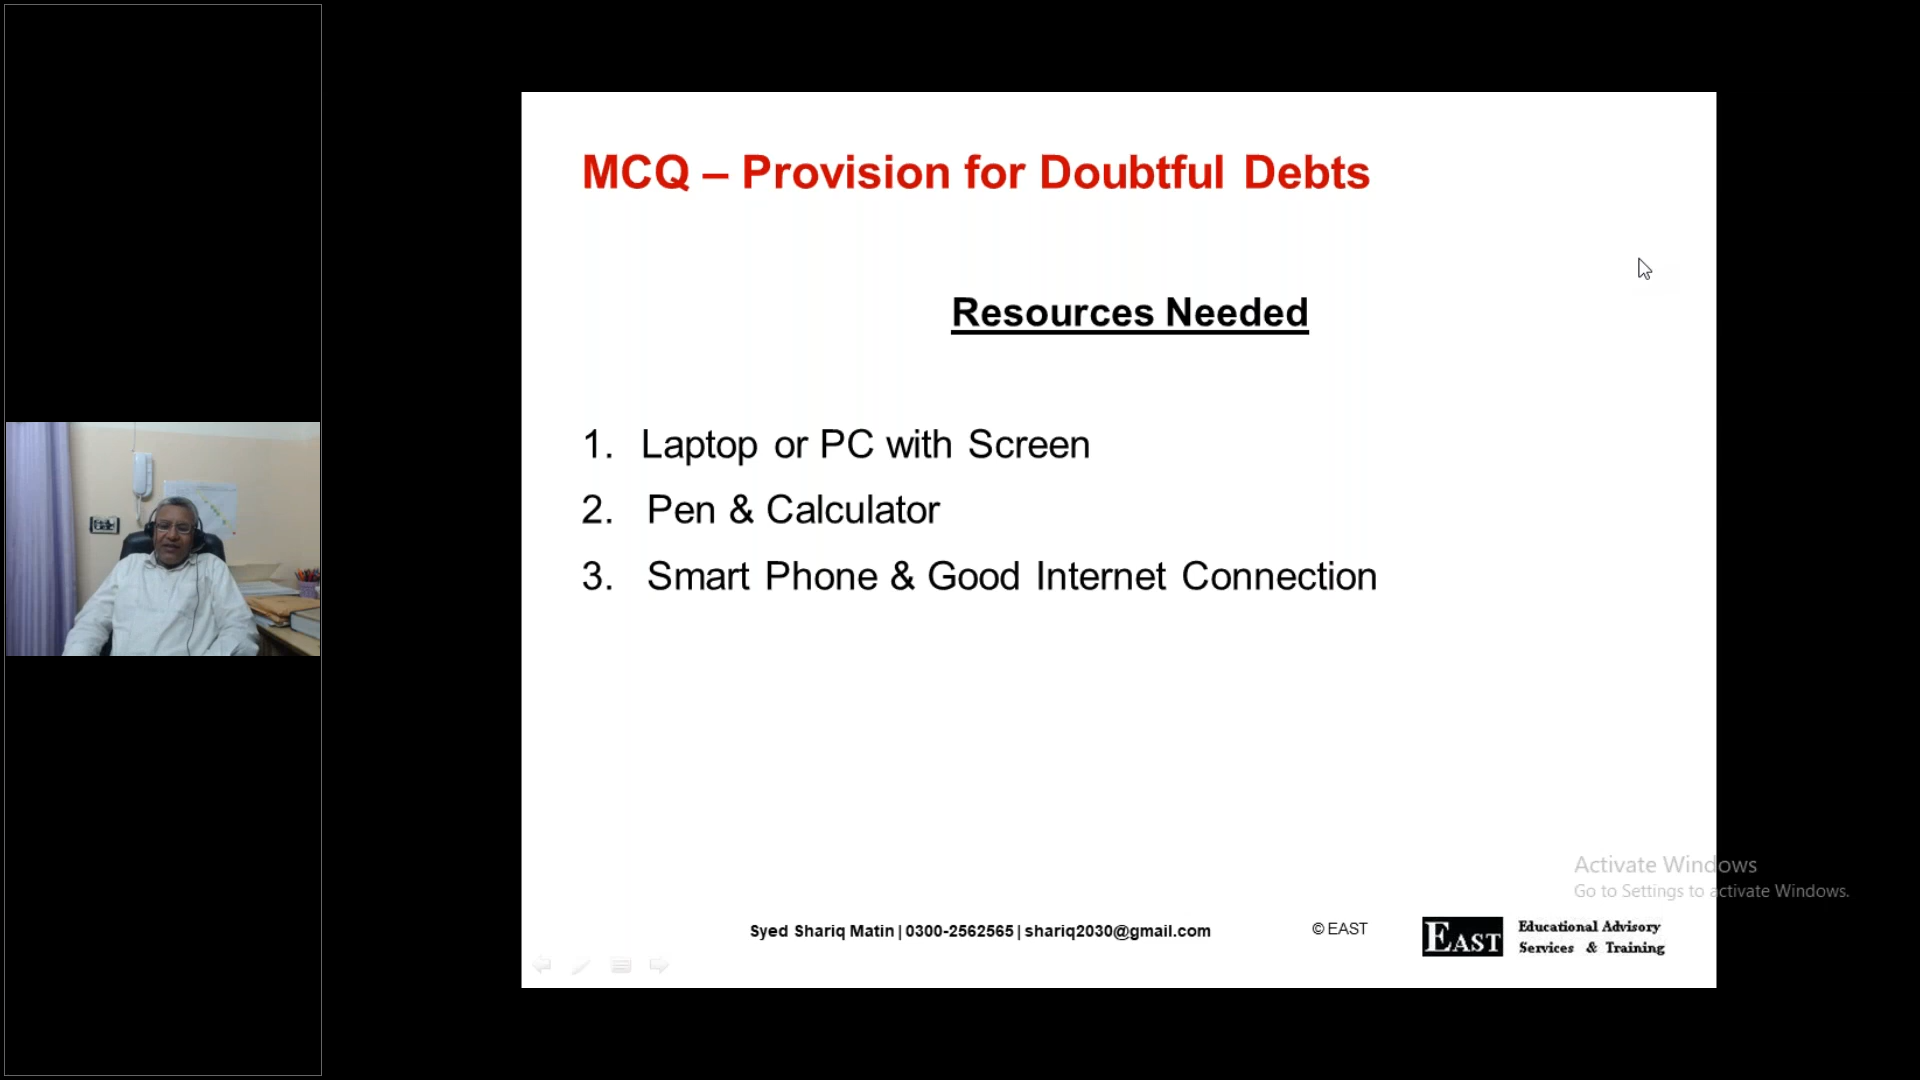 MCQ – Provision for Doubtful Debts
Resources Needed
1. Laptop or PC with Screen
2. Pen & Calculator
3. Smart Phone & Good Internet Connection
Activate Windows
Go to Settings to activate Windows.
Syed Shariq Matin | 0300-2562565 | shariq2030@gmail.com
© EAST
EAST
Educational Advisory
Services & Training